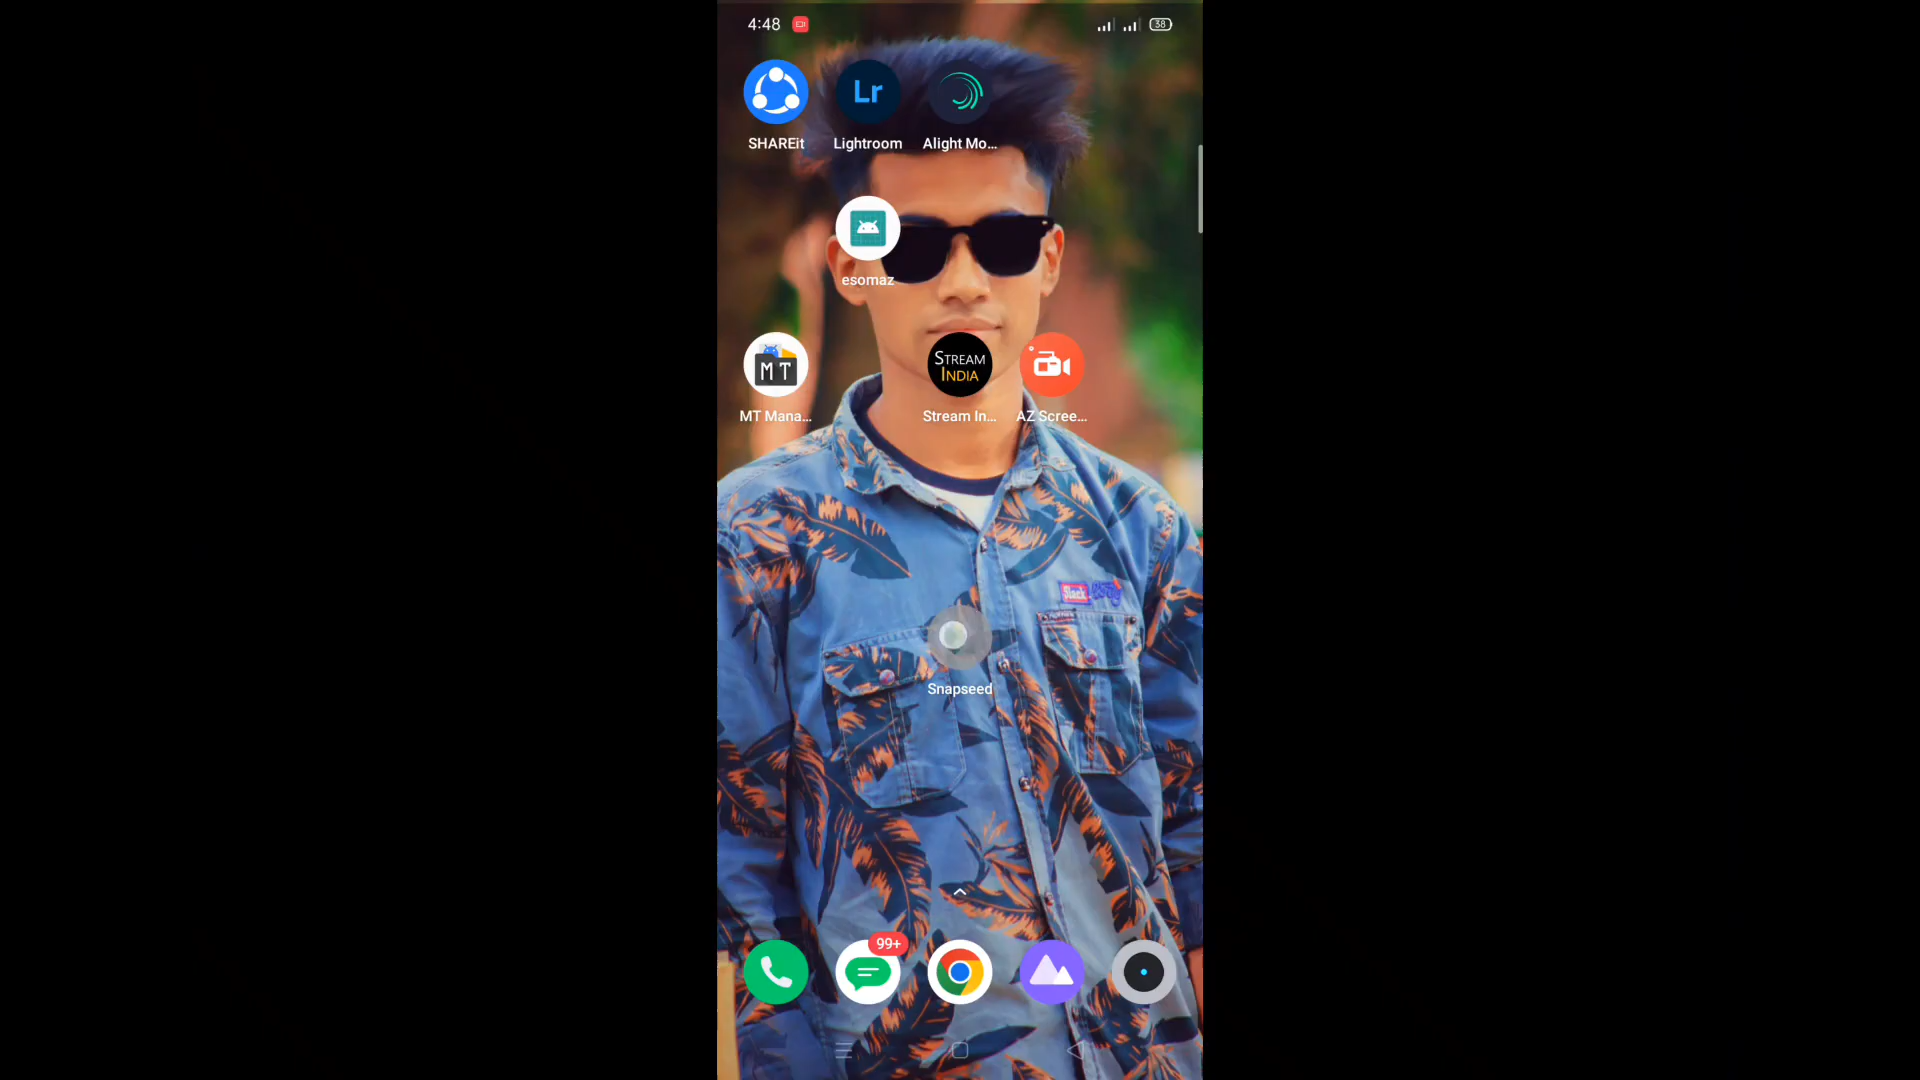 4:48
38
Lr
SHAREit
Lightroom
Alight Mo...
esomaz
MT
STREAM
INDIA
MT Mana...
Stream In...
AZ Scree...
Slack
Snapseed
99+